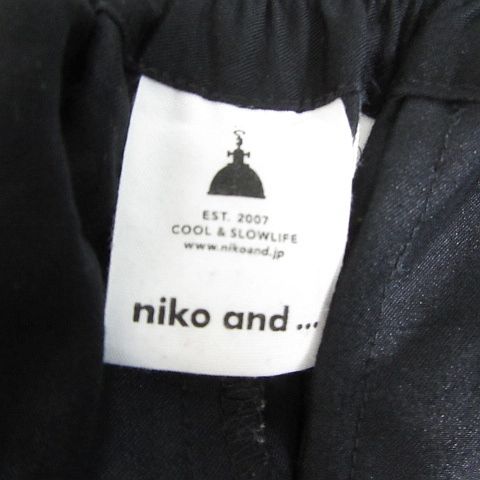 EST. 2007
COOL & SLOWLIFE
www.nikoand.jp
niko and ...